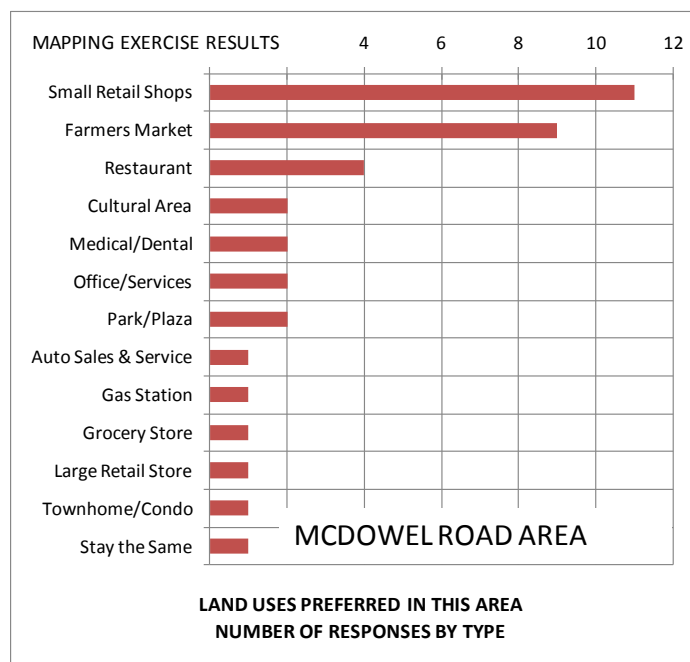 MAPPING EXERCISE RESULTS 4 6 8 10 12
Small Retail Shops
Farmers Market
Restaurant
Cultural Area
Medical/Dental
Office/Services
Park/Plaza
Auto Sales & Service
Gas Station
Grocery Store
Large Retail Store
Townhome/Condo
Stay the Same
MCDOWEL ROAD AREA
LAND USES PREFERRED IN THIS AREA
NUMBER OF RESPONSES BY TYPE